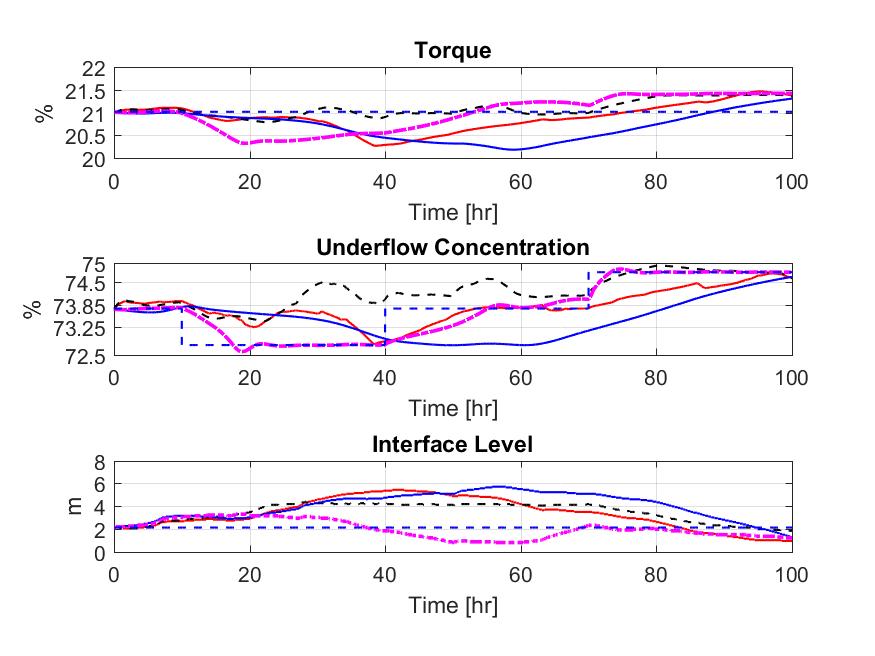 Torque
22
21.5
21
20.5
20
%
0 20 40 60 80 100
Time [hr]
Underflow Concentration
75
74.5
73.85
73.25
72.5
%
0 20 40 60 80 100
Time [hr]
Interface Level
8
6
4
2
0
m
0 20 40 60 80 100
Time [hr]